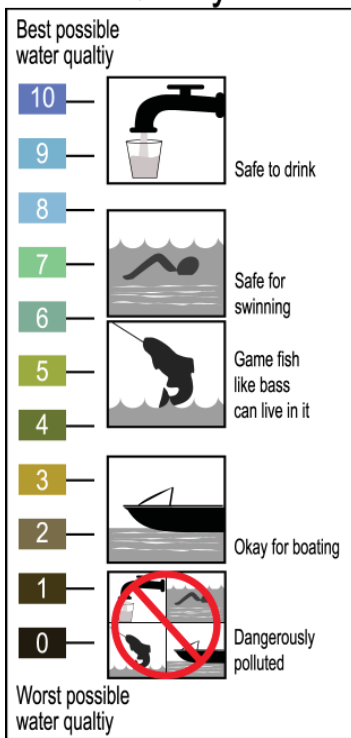 Best possible
water qualtiy
10
9
Safe to drink
8
7
Safe for
swinning
6
5
Game fish
like bass
can live in it
4
3
2
Okay for boating
1
0
Dangerously
polluted
Worst possible
water qualtiy